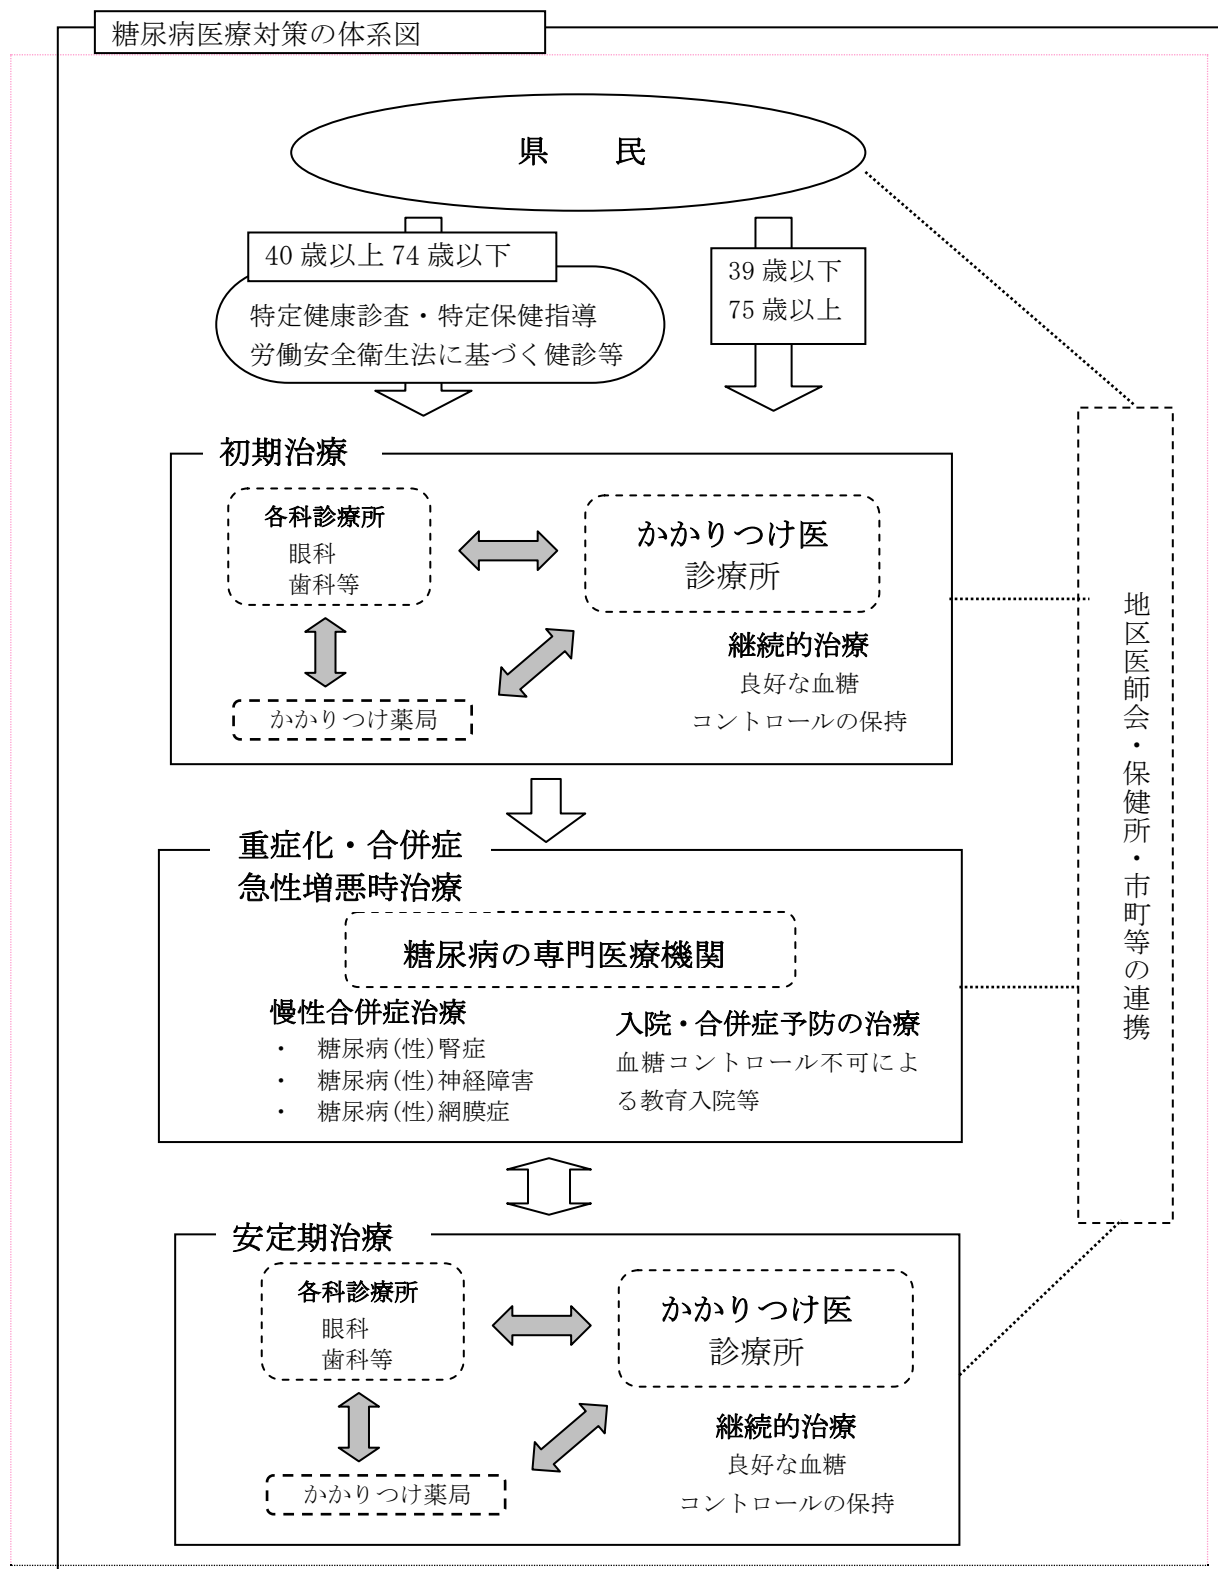 糖尿病医療対策の体系図
県　　民
40 歳以上 74 歳以下
特定健康診査・特定保健指導
労働安全衛生法に基づく健診等
39 歳以下
75 歳以上
初期治療
各科診療所
眼科
歯科等
かかりつけ医
診療所
かかりつけ薬局
継続的治療
良好な血糖
コントロールの保持
重症化・合併症
急性増悪時治療
糖尿病の専門医療機関
慢性合併症治療
・　糖尿病(性)腎症
・　糖尿病(性)神経障害
・　糖尿病(性)網膜症
入院・合併症予防の治療
血糖コントロール不可によ
る教育入院等
安定期治療
各科診療所
眼科
歯科等
かかりつけ医
診療所
かかりつけ薬局
継続的治療
良好な血糖
コントロールの保持
地区医師会・保健所・市町等の連携